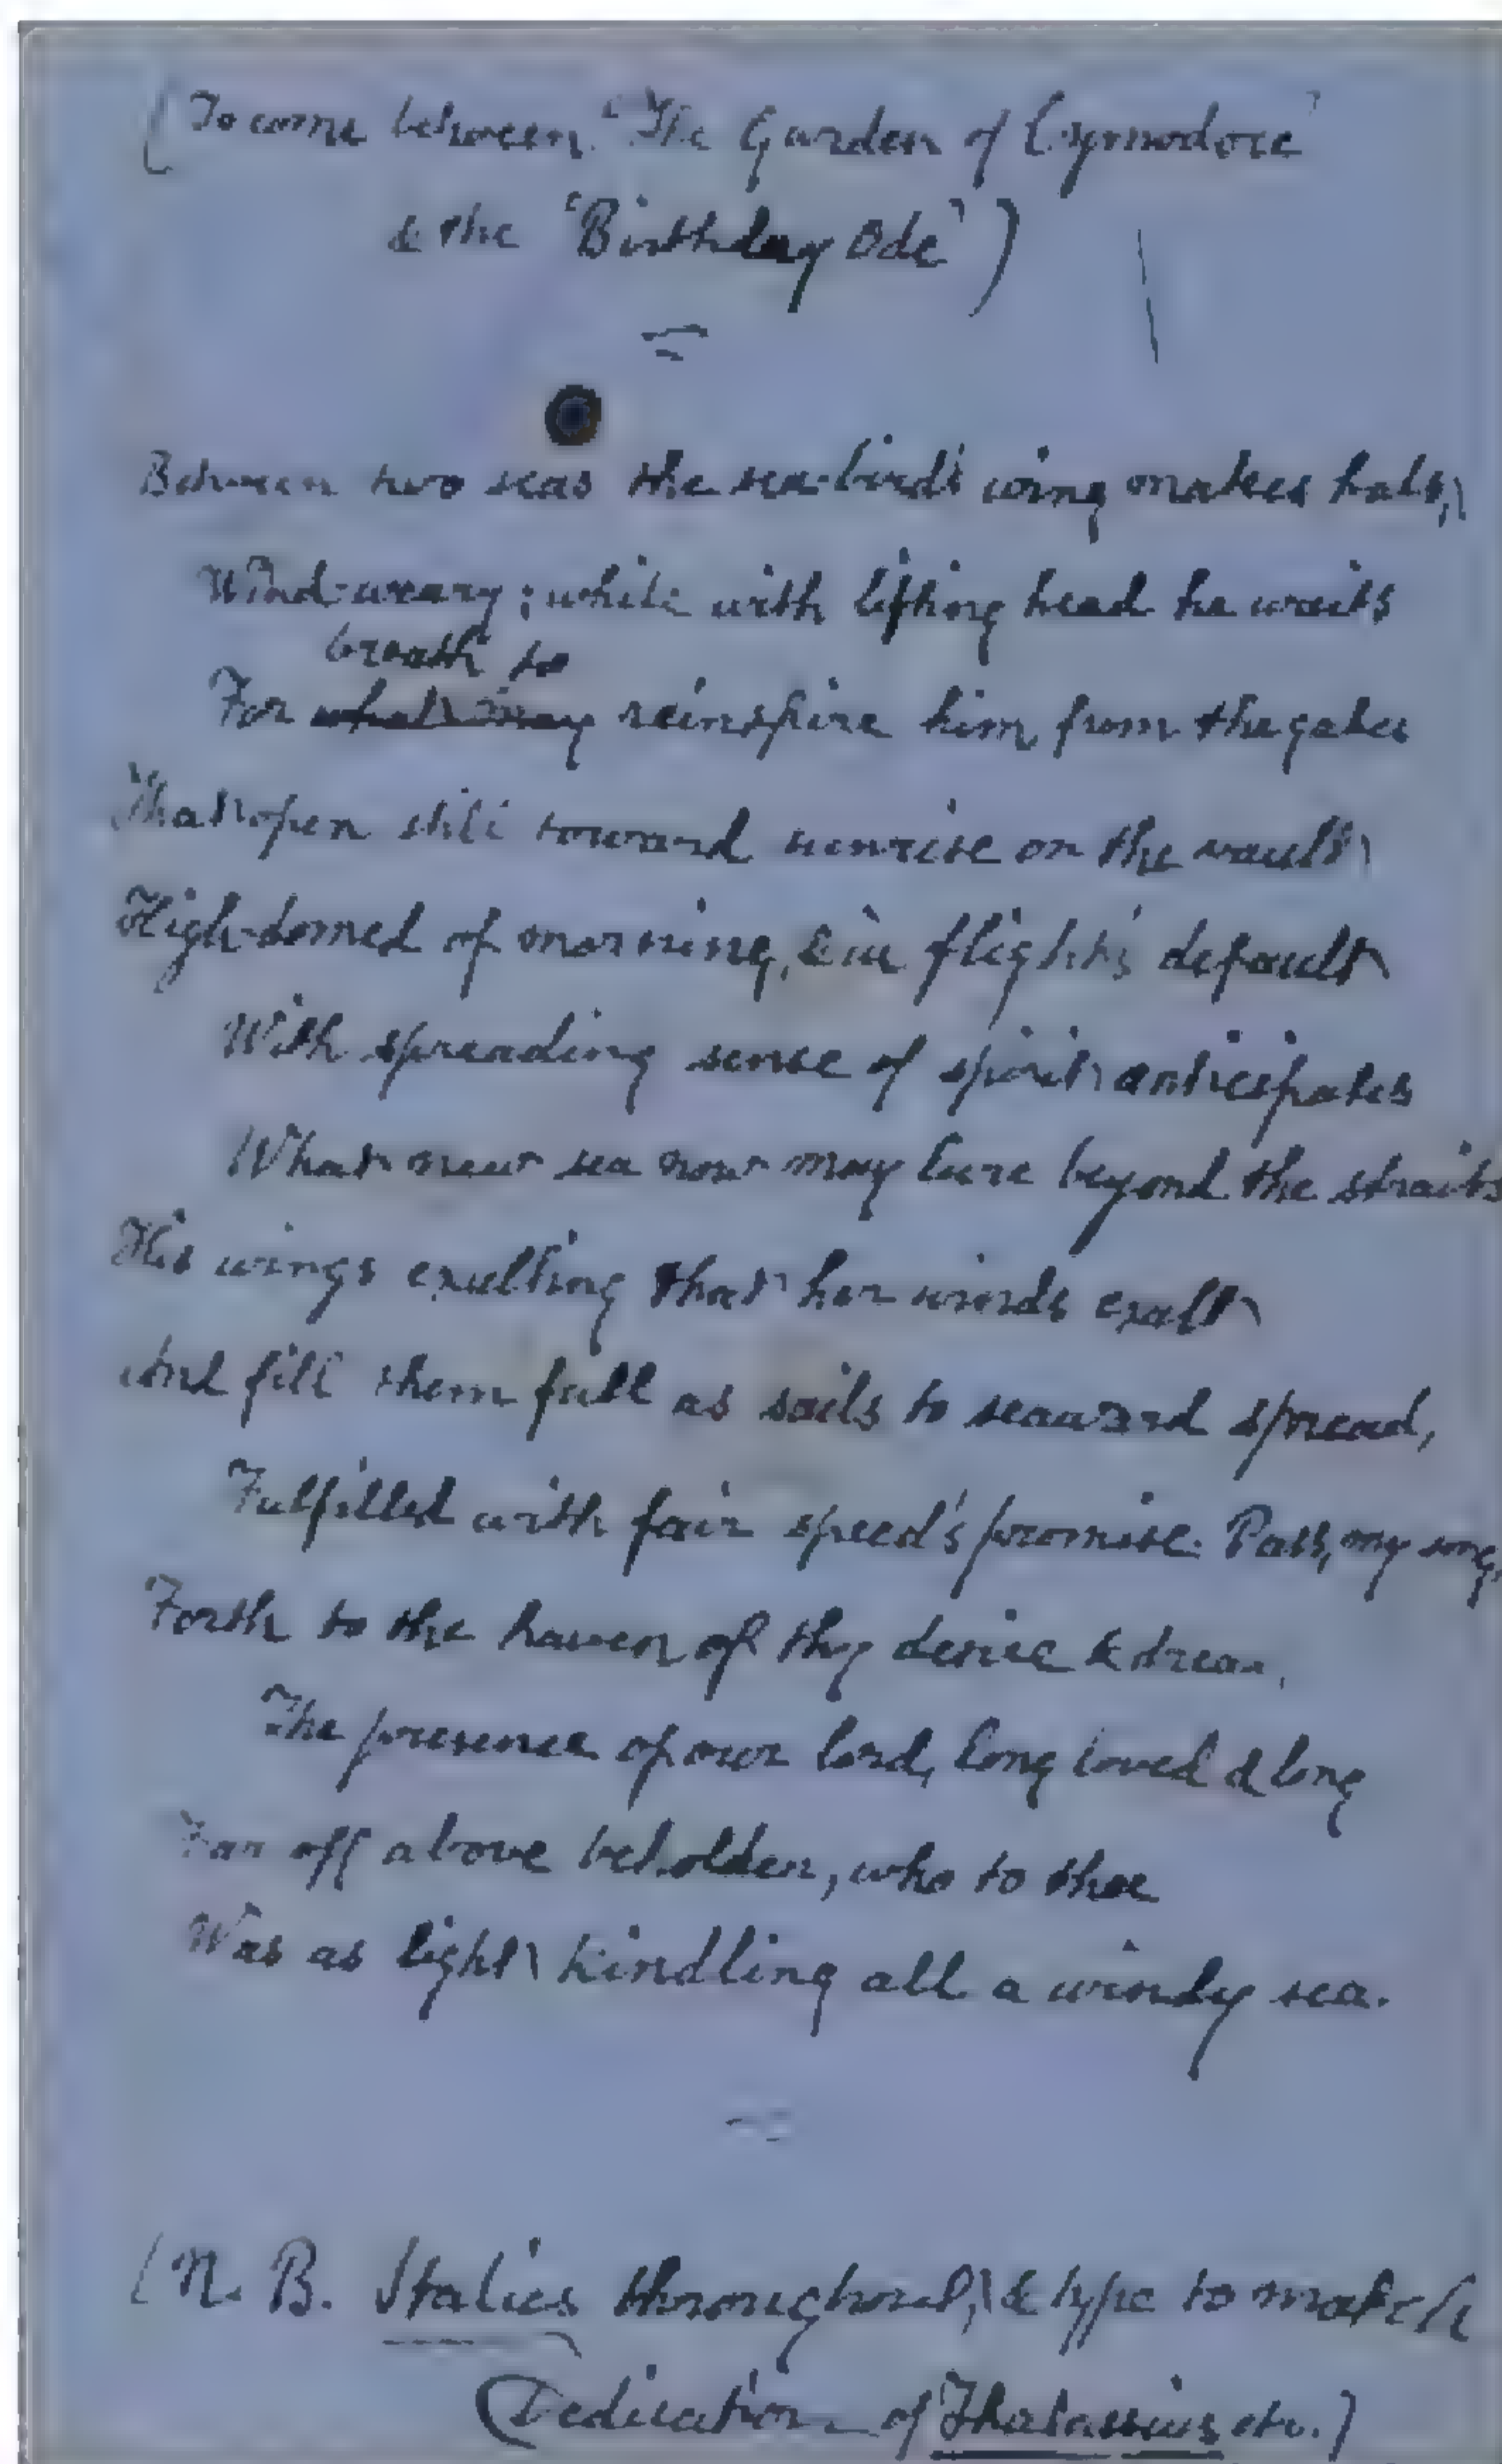 (To come between 'The Garden of Cymodoce'
& the 'Birthday Ode')
Between two seas the sea-bird's wing makes halt,
Wind-weary; while with lifting head he waits
breath to
For what may reinspire him from the gates
That open still toward sunrise on the vault
High-domed of morning, & in flight's default
With spreading sense of spirit anticipates
What new sea now may lure beyond the straits
His wings exulting that her winds exalt
And fill them full as sails to seaward spread,
Fulfilled with fair speed's promise. Pass, my song,
Forth to the haven of thy desire & dream,
The presence of our lord, long loved & long
Far off above beholden, who to thee
Was as light kindling all a windy sea.
(N. B. Italics throughout, & type to match
(Dedication of Thalassius etc.)